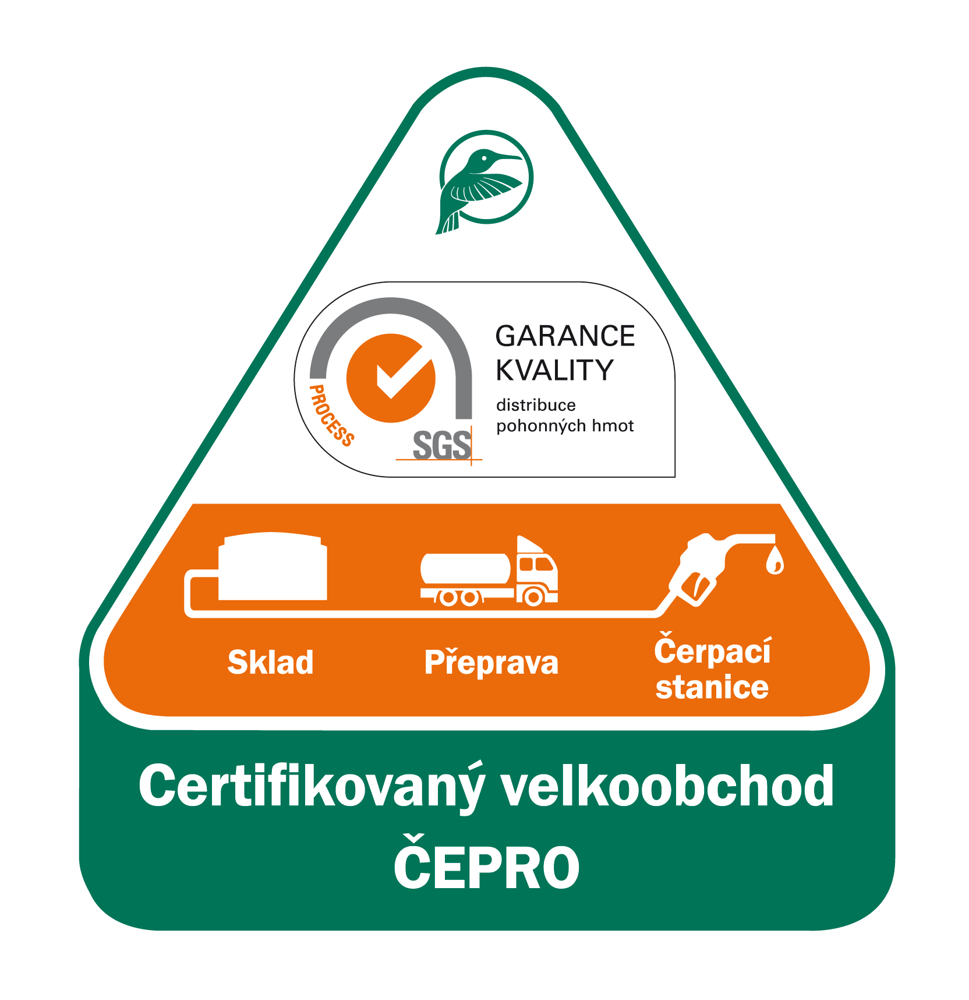 GARANCE
KVALITY
distribuce
pohonných hmot
PROCESS
SGS
Sklad
Přeprava
Čerpací
stanice
Certifikovaný velkoobchod
ČEPRO